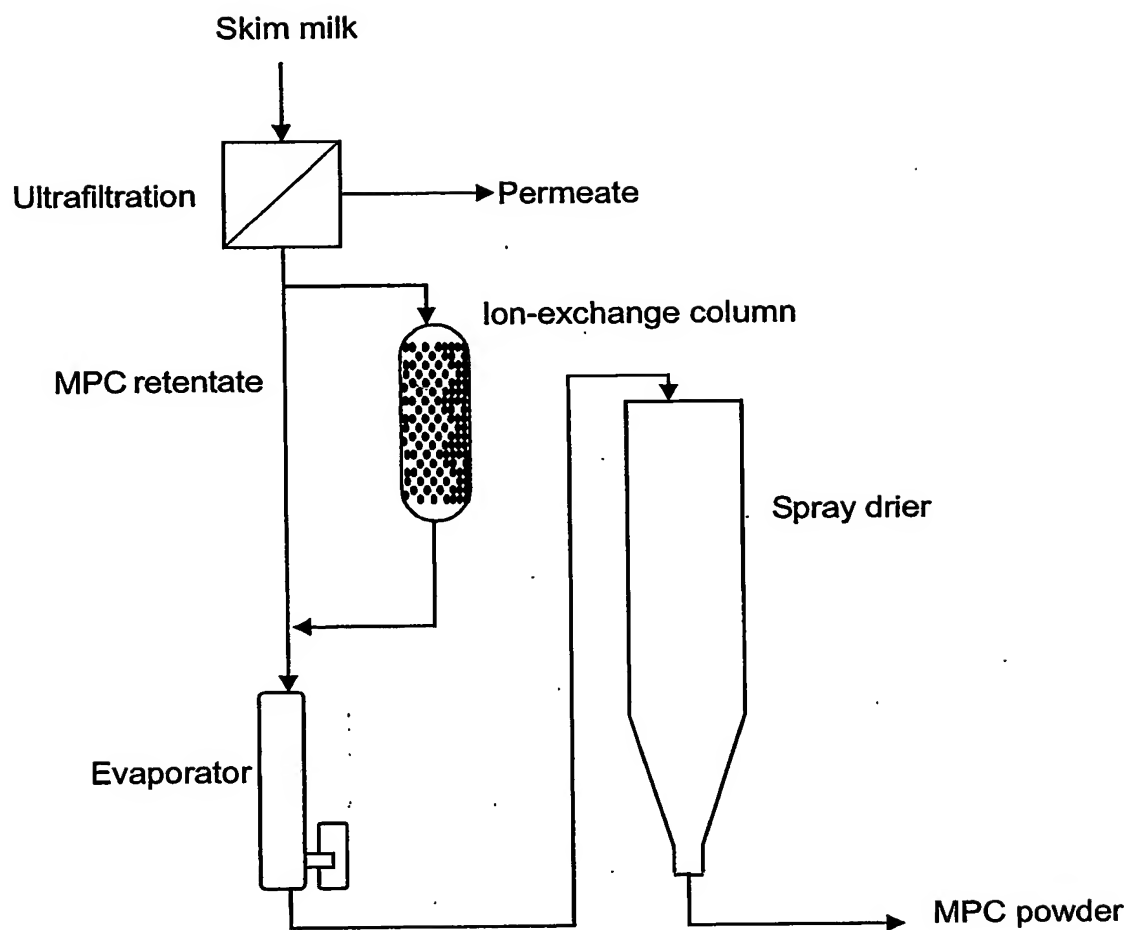 Skim milk
Ultrafiltration
Permeate
Ion-exchange column
MPC retentate
Spray drier
Evaporator
MPC powder